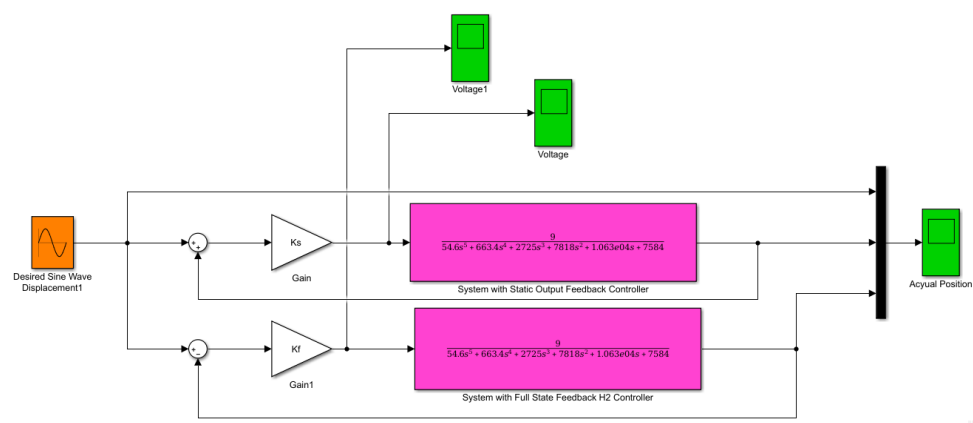 Voltage1
Voltage
Desired Sine Wave
Displacement1
+
+
Ks
Gain
9
54.6s⁵ + 663.4s⁴ + 2725s³ + 7818s² + 1.063e04s + 7584
System with Static Output Feedback Controller
Acyual Position
+
−
Kf
Gain1
9
54.6s⁵ + 663.4s⁴ + 2725s³ + 7818s² + 1.063e04s + 7584
System with Full State Feedback H2 Controller